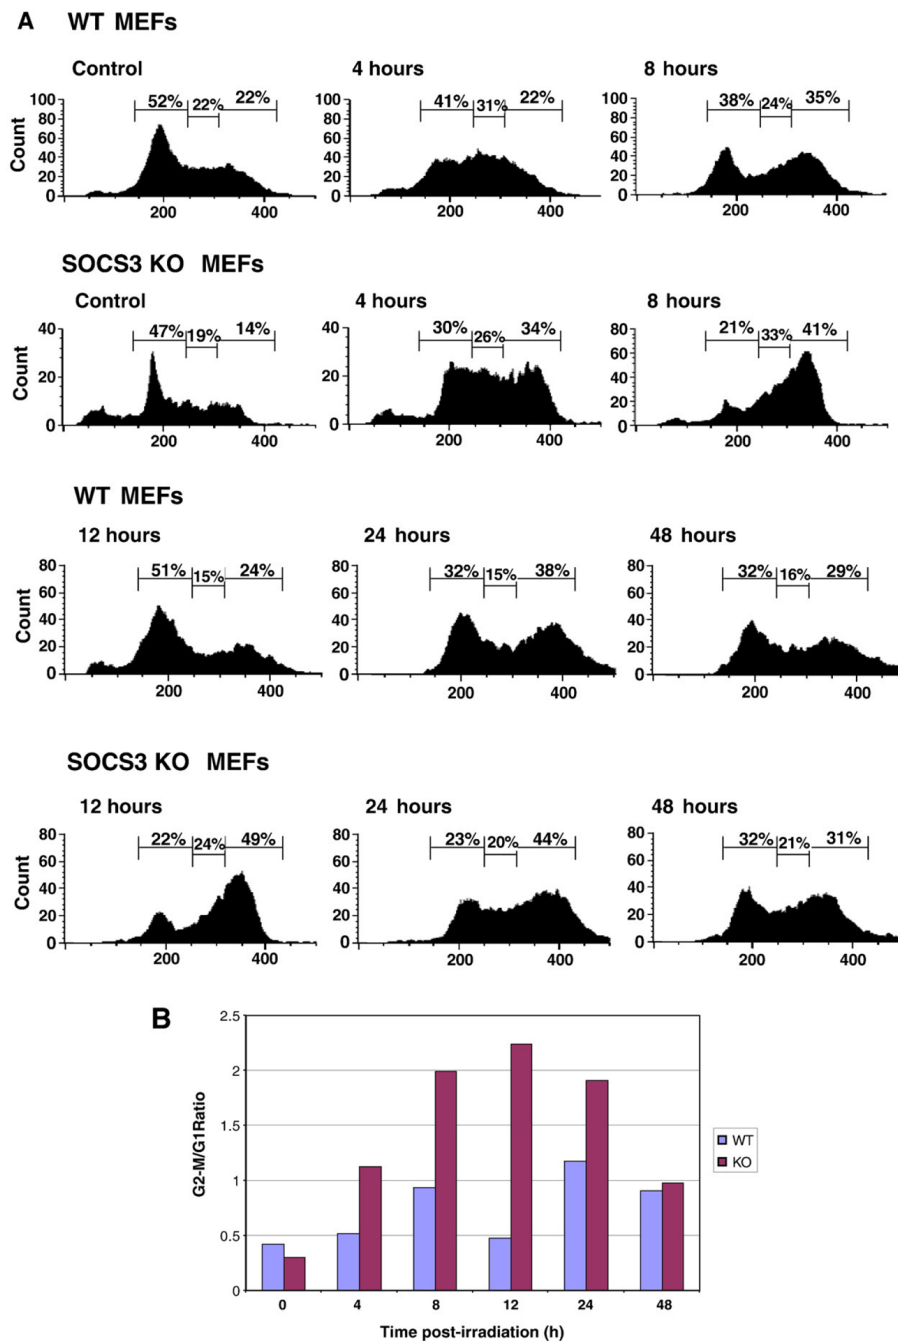 A WT MEFs
Control 4 hours 8 hours
52% 22% 22% 41% 31% 22% 38% 24% 35%
Count
100 80 60 40 20 0
200 400
100 80 60 40 20 0
200 400
100 80 60 40 20 0
200 400
SOCS3 KO MEFs
Control 4 hours 8 hours
47% 19% 14% 30% 26% 34% 21% 33% 41%
Count
40 20 0
200 400
40 20 0
200 400
80 60 40 20 0
200 400
WT MEFs
12 hours 24 hours 48 hours
51% 15% 24% 32% 15% 38% 32% 16% 29%
Count
80 60 40 20 0
200 400
80 60 40 20 0
200 400
80 60 40 20 0
200 400
SOCS3 KO MEFs
12 hours 24 hours 48 hours
22% 24% 49% 23% 20% 44% 32% 21% 31%
Count
80 60 40 20 0
200 400
80 60 40 20 0
200 400
80 60 40 20 0
200 400
B
G2-M/G1Ratio
2.5
2
1.5
1
0.5
0
0 4 8 12 24 48
Time post-irradiation (h)
WT
KO